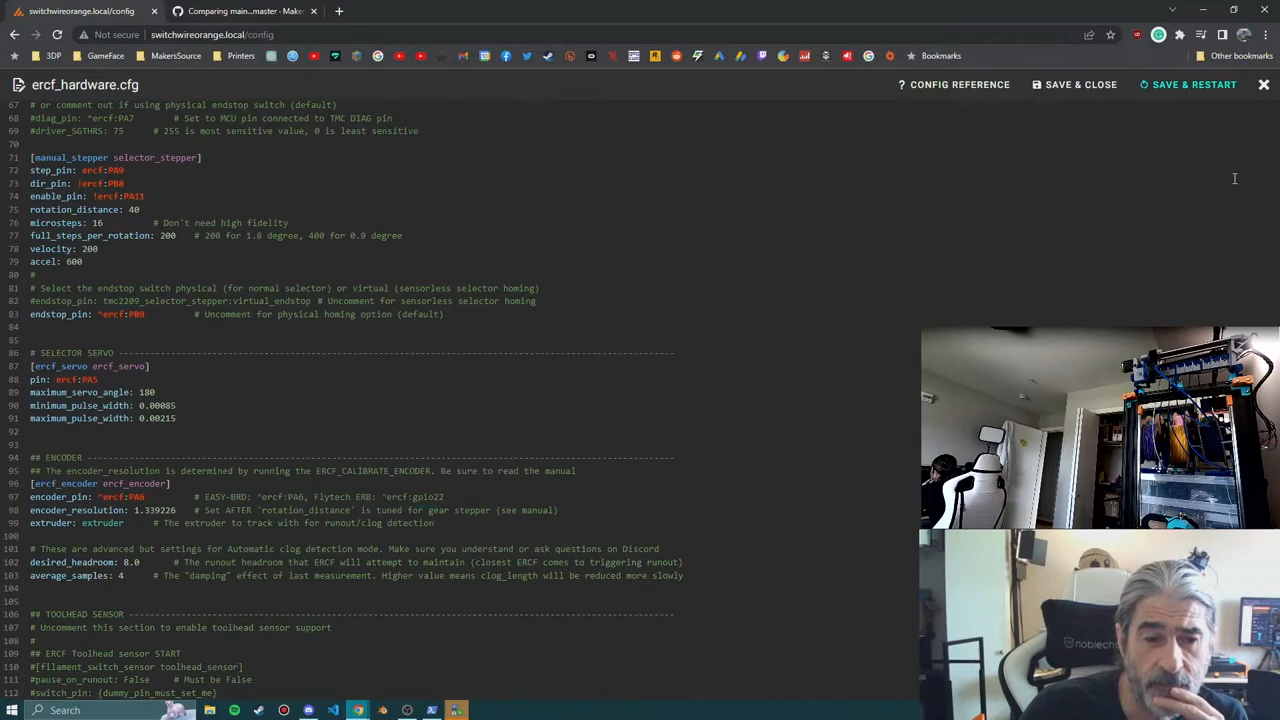 switchwireorange.local/config
Comparing main...master - Make
Not secure
switchwireorange.local/config
3DP
GameFace
MakersSource
Printers
Bookmarks
Other bookmarks
ercf_hardware.cfg
CONFIG REFERENCE
SAVE & CLOSE
SAVE & RESTART
67 # or comment out if using physical endstop switch (default)
68 #diag_pin: ^ercf:PA7 # Set to MCU pin connected to TMC DIAG pin
69 #driver_SGTHRS: 75 # 255 is most sensitive value, 0 is least sensitive
70
71 [manual_stepper selector_stepper]
72 step_pin: ercf:PA9
73 dir_pin: !ercf:PB8
74 enable_pin: !ercf:PA11
75 rotation_distance: 40
76 microsteps: 16 # Don't need high fidelity
77 full_steps_per_rotation: 200 # 200 for 1.8 degree, 400 for 0.9 degree
78 velocity: 200
79 accel: 600
80 #
81 # Select the endstop switch physical (for normal selector) or virtual (sensorless selector homing)
82 #endstop_pin: tmc2209_selector_stepper:virtual_endstop # Uncomment for sensorless selector homing
83 endstop_pin: ^ercf:PB9 # Uncomment for physical homing option (default)
84
85
86 # SELECTOR SERVO ----------------------------------------------------------------------------------------
87 [ercf_servo ercf_servo]
88 pin: ercf:PA5
89 maximum_servo_angle: 180
90 minimum_pulse_width: 0.00085
91 maximum_pulse_width: 0.00215
92
93
94 ## ENCODER ----------------------------------------------------------------------------------------------
95 ## The encoder_resolution is determined by running the ERCF_CALIBRATE_ENCODER. Be sure to read the manual
96 [ercf_encoder ercf_encoder]
97 encoder_pin: ^ercf:PA6 # EASY-BRD: ^ercf:PA6, Flytech ERB: ^ercf:gpio22
98 encoder_resolution: 1.339226 # Set AFTER 'rotation_distance' is tuned for gear stepper (see manual)
99 extruder: extruder # The extruder to track with for runout/clog detection
100
101 # These are advanced but settings for Automatic clog detection mode. Make sure you understand or ask questions on Discord
102 desired_headroom: 8.0 # The runout headroom that ERCF will attempt to maintain (closest ERCF comes to triggering runout)
103 average_samples: 4 # The "damping" effect of last measurement. Higher value means clog_length will be reduced more slowly
104
105
106 ## TOOLHEAD SENSOR --------------------------------------------------------------------------------------
107 # Uncomment this section to enable toolhead sensor support
108 #
109 ## ERCF Toolhead sensor START
110 #[filament_switch_sensor toolhead_sensor]
111 #pause_on_runout: False # Must be False
112 #switch_pin: {dummy_pin_must_set_me}
Search